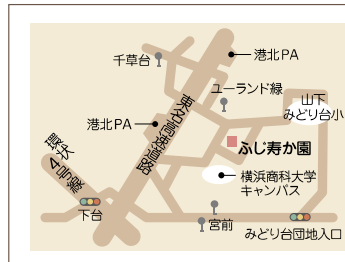 港北PA
千草台
ユーランド緑
山下
みどり台小
港北PA
東名高速道路
ふじ寿か園
環状4号線
横浜商科大学
キャンパス
下台
宮前
みどり台団地入口